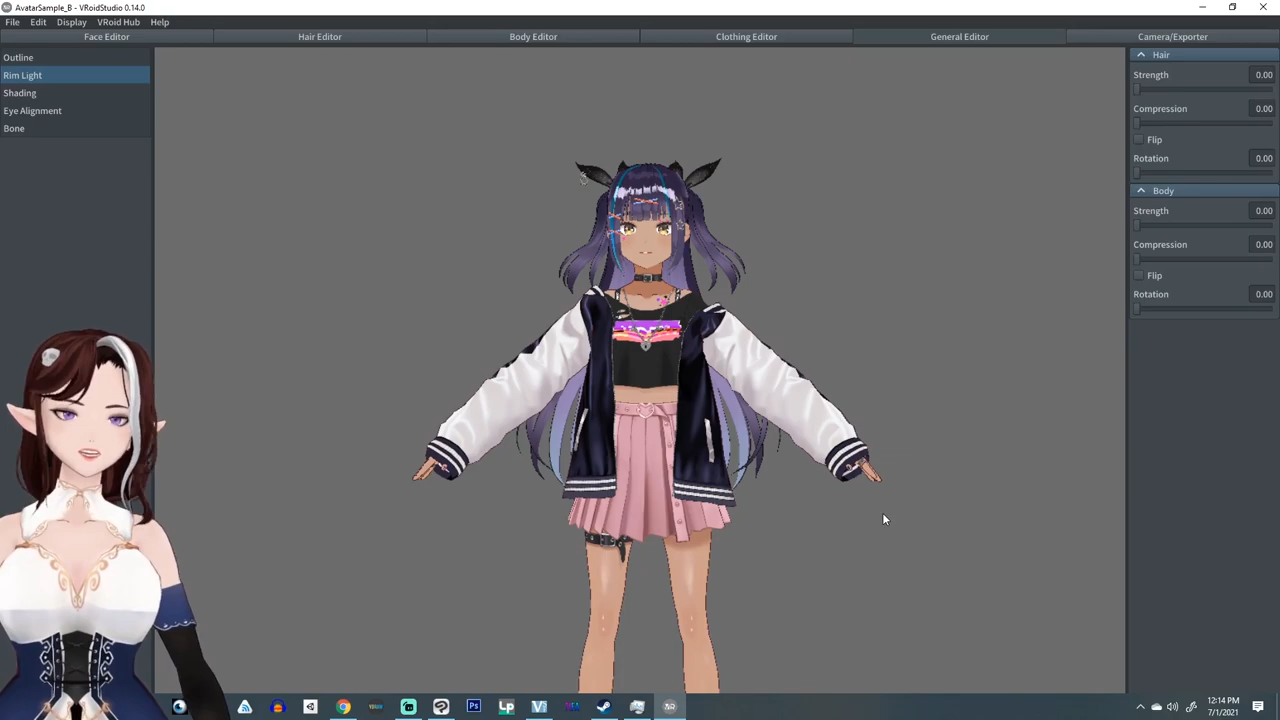 AvatarSample_B - VRoidStudio 0.14.0
File Edit Display VRoid Hub Help
Face Editor Hair Editor Body Editor Clothing Editor General Editor Camera/Exporter
Outline
Rim Light
Shading
Eye Alignment
Bone
Hair
Strength 0.00
Compression 0.00
Flip
Rotation 0.00
Body
Strength 0.00
Compression 0.00
Flip
Rotation 0.00
Ps Lp
12:14 PM
7/1/2021